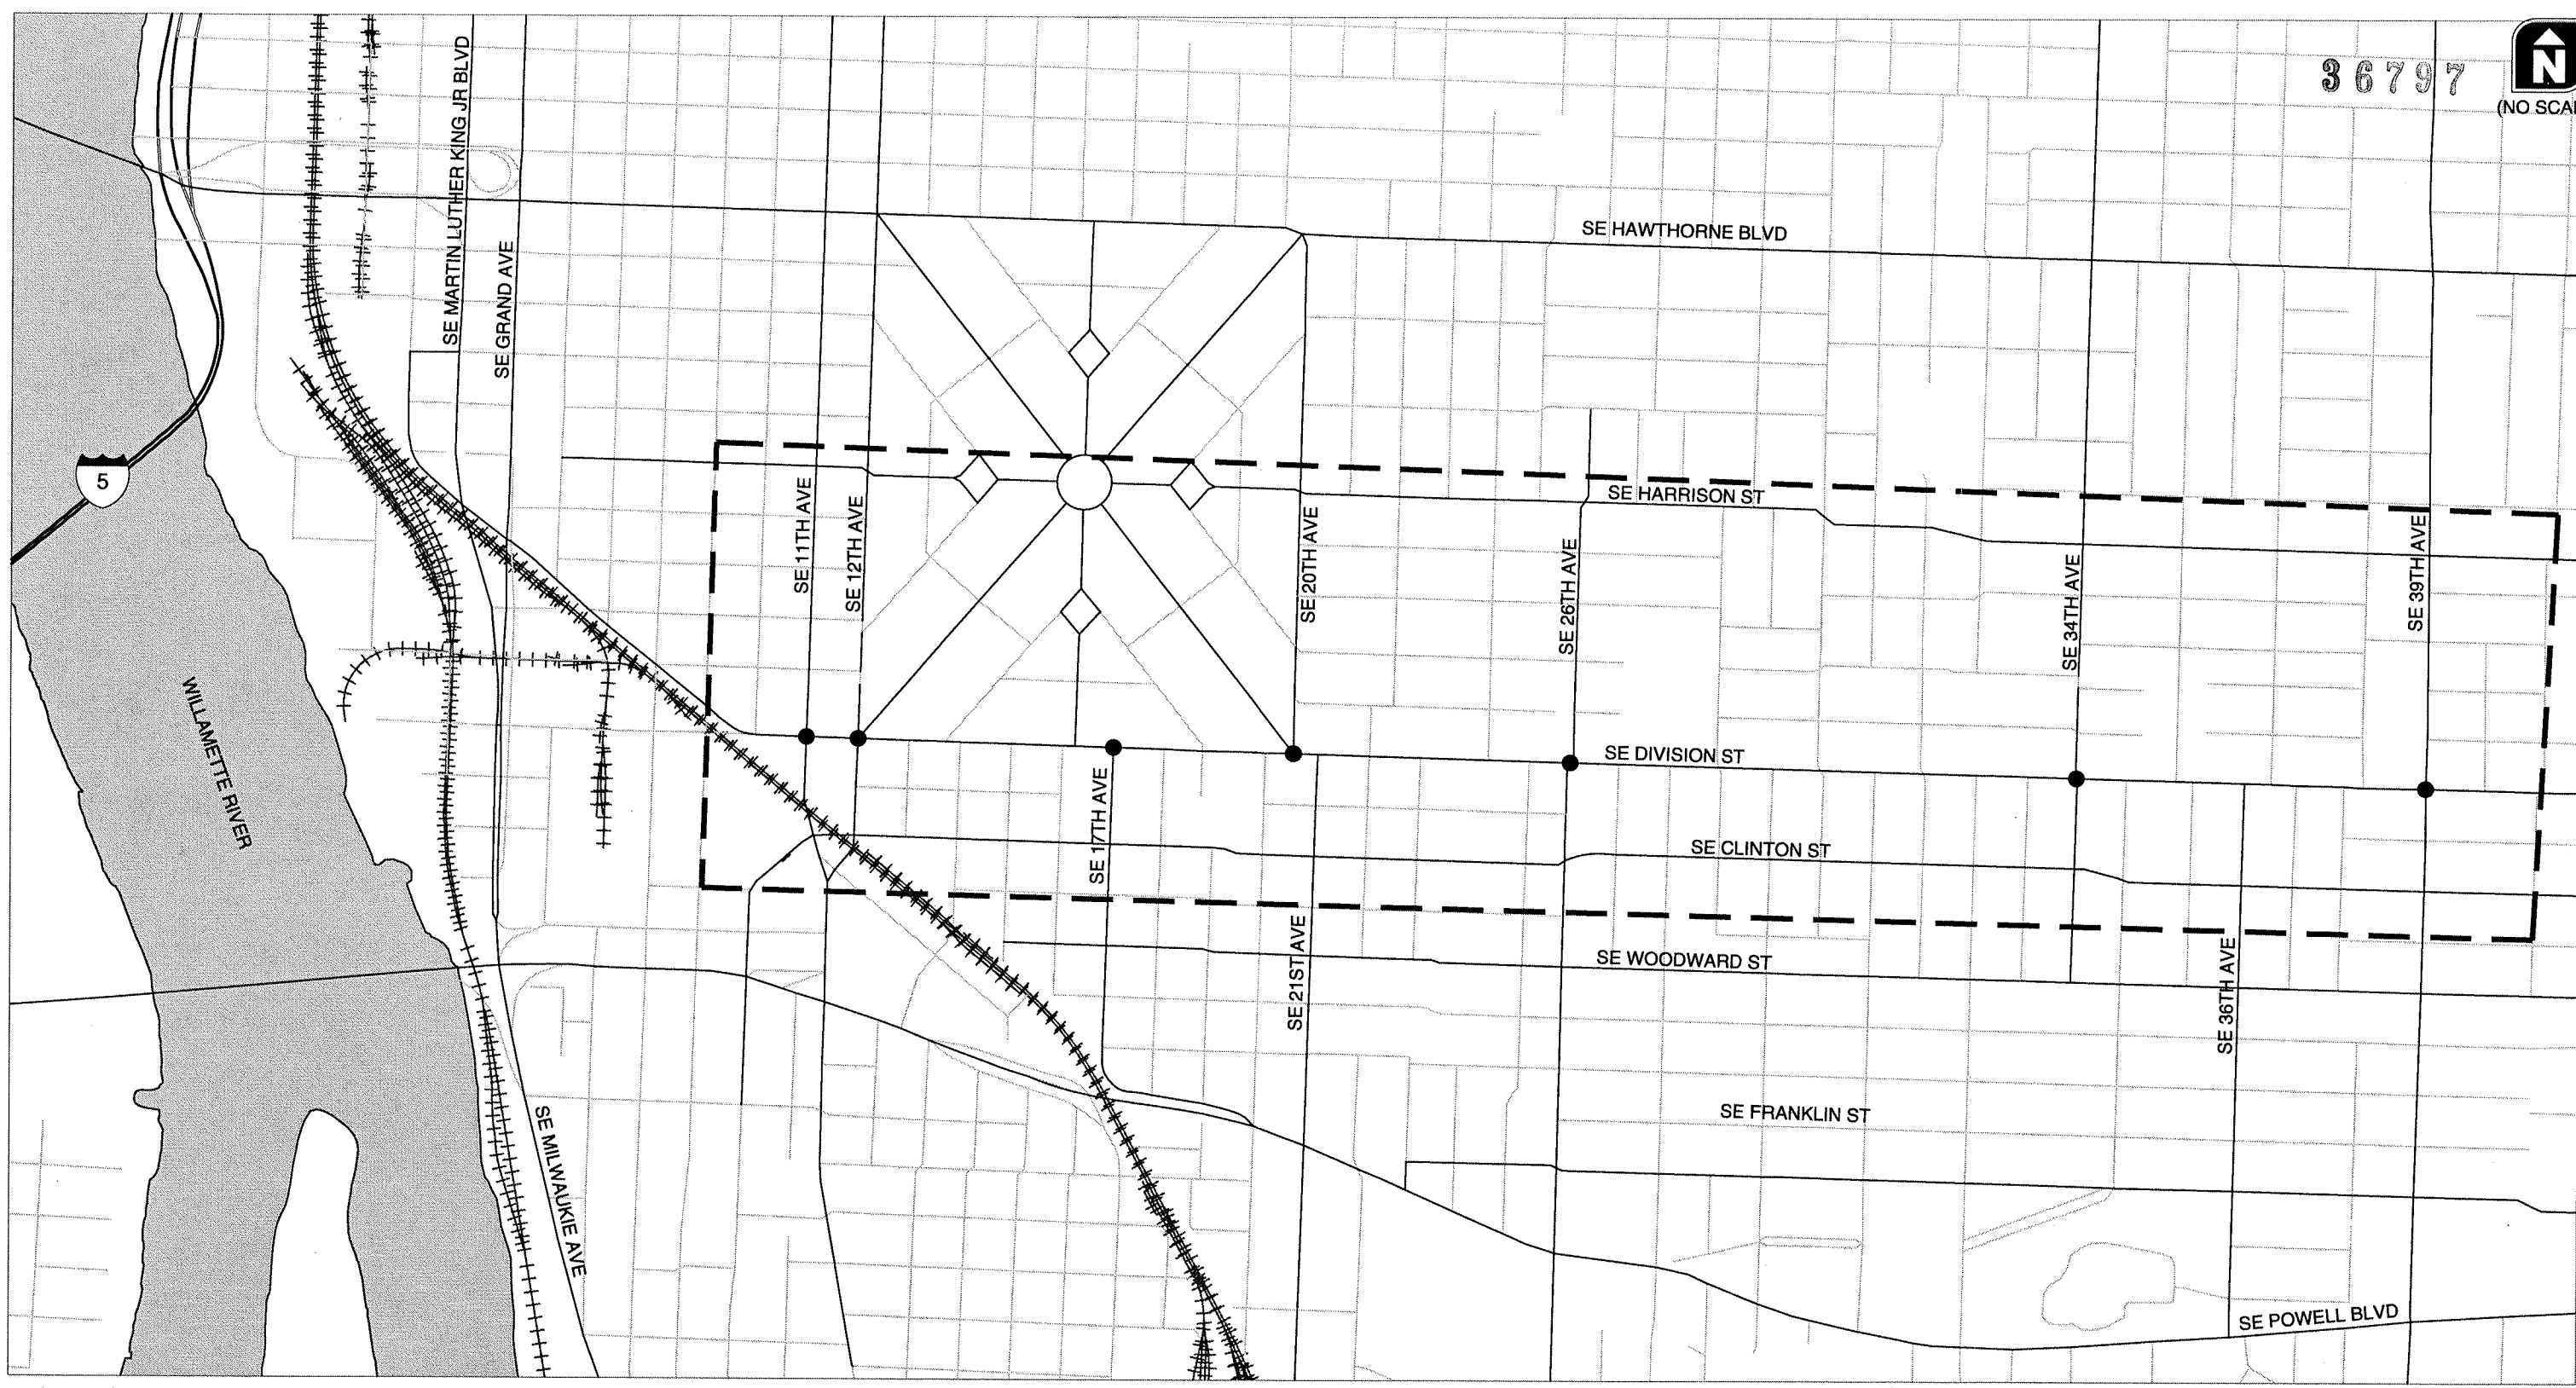 36797
N
(NO SCA
SE MARTIN LUTHER KING JR BLVD
SE GRAND AVE
SE HAWTHORNE BLVD
5
SE HARRISON ST
SE 11TH AVE
SE 12TH AVE
SE 20TH AVE
SE 26TH AVE
SE 34TH AVE
SE 39TH AVE
WILLAMETTE RIVER
SE DIVISION ST
SE 17TH AVE
SE CLINTON ST
SE 21ST AVE
SE WOODWARD ST
SE 36TH AVE
SE MILWAUKIE AVE
SE FRANKLIN ST
SE POWELL BLVD